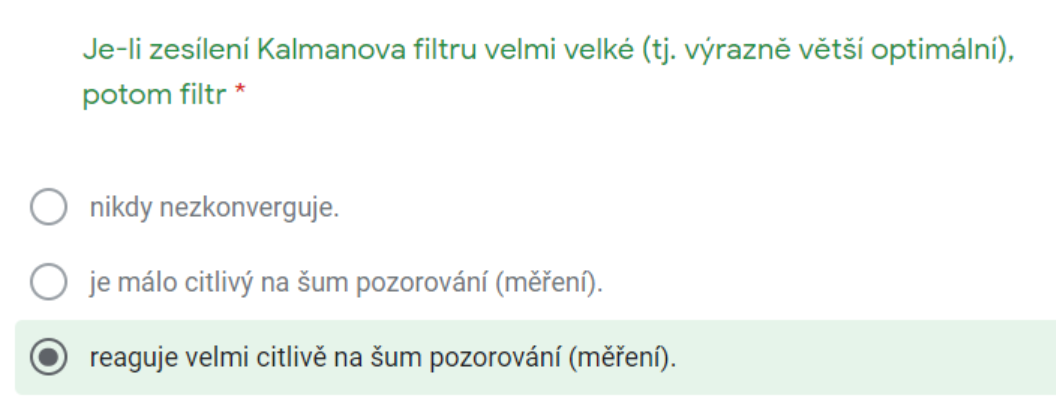 Je-li zesílení Kalmanova filtru velmi velké (tj. výrazně větší optimální),
potom filtr *
nikdy nezkonverguje.
je málo citlivý na šum pozorování (měření).
reaguje velmi citlivě na šum pozorování (měření).